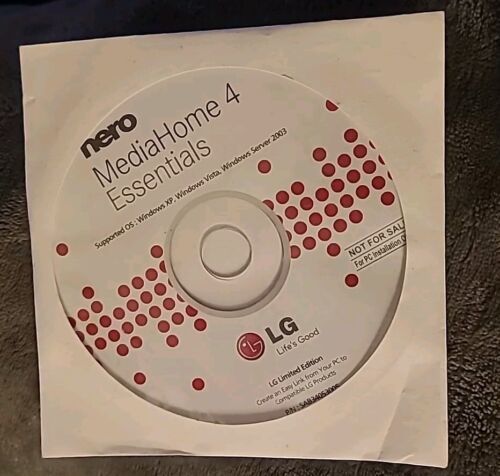 nero
MediaHome 4
Essentials
Supported OS : Windows XP, Windows Vista, Windows Server 2003
NOT FOR SAL
For PC Installation
LG
Life's Good
LG Limited Edition
Create an Easy Link from Your PC to
Compatible LG Products
P/N :